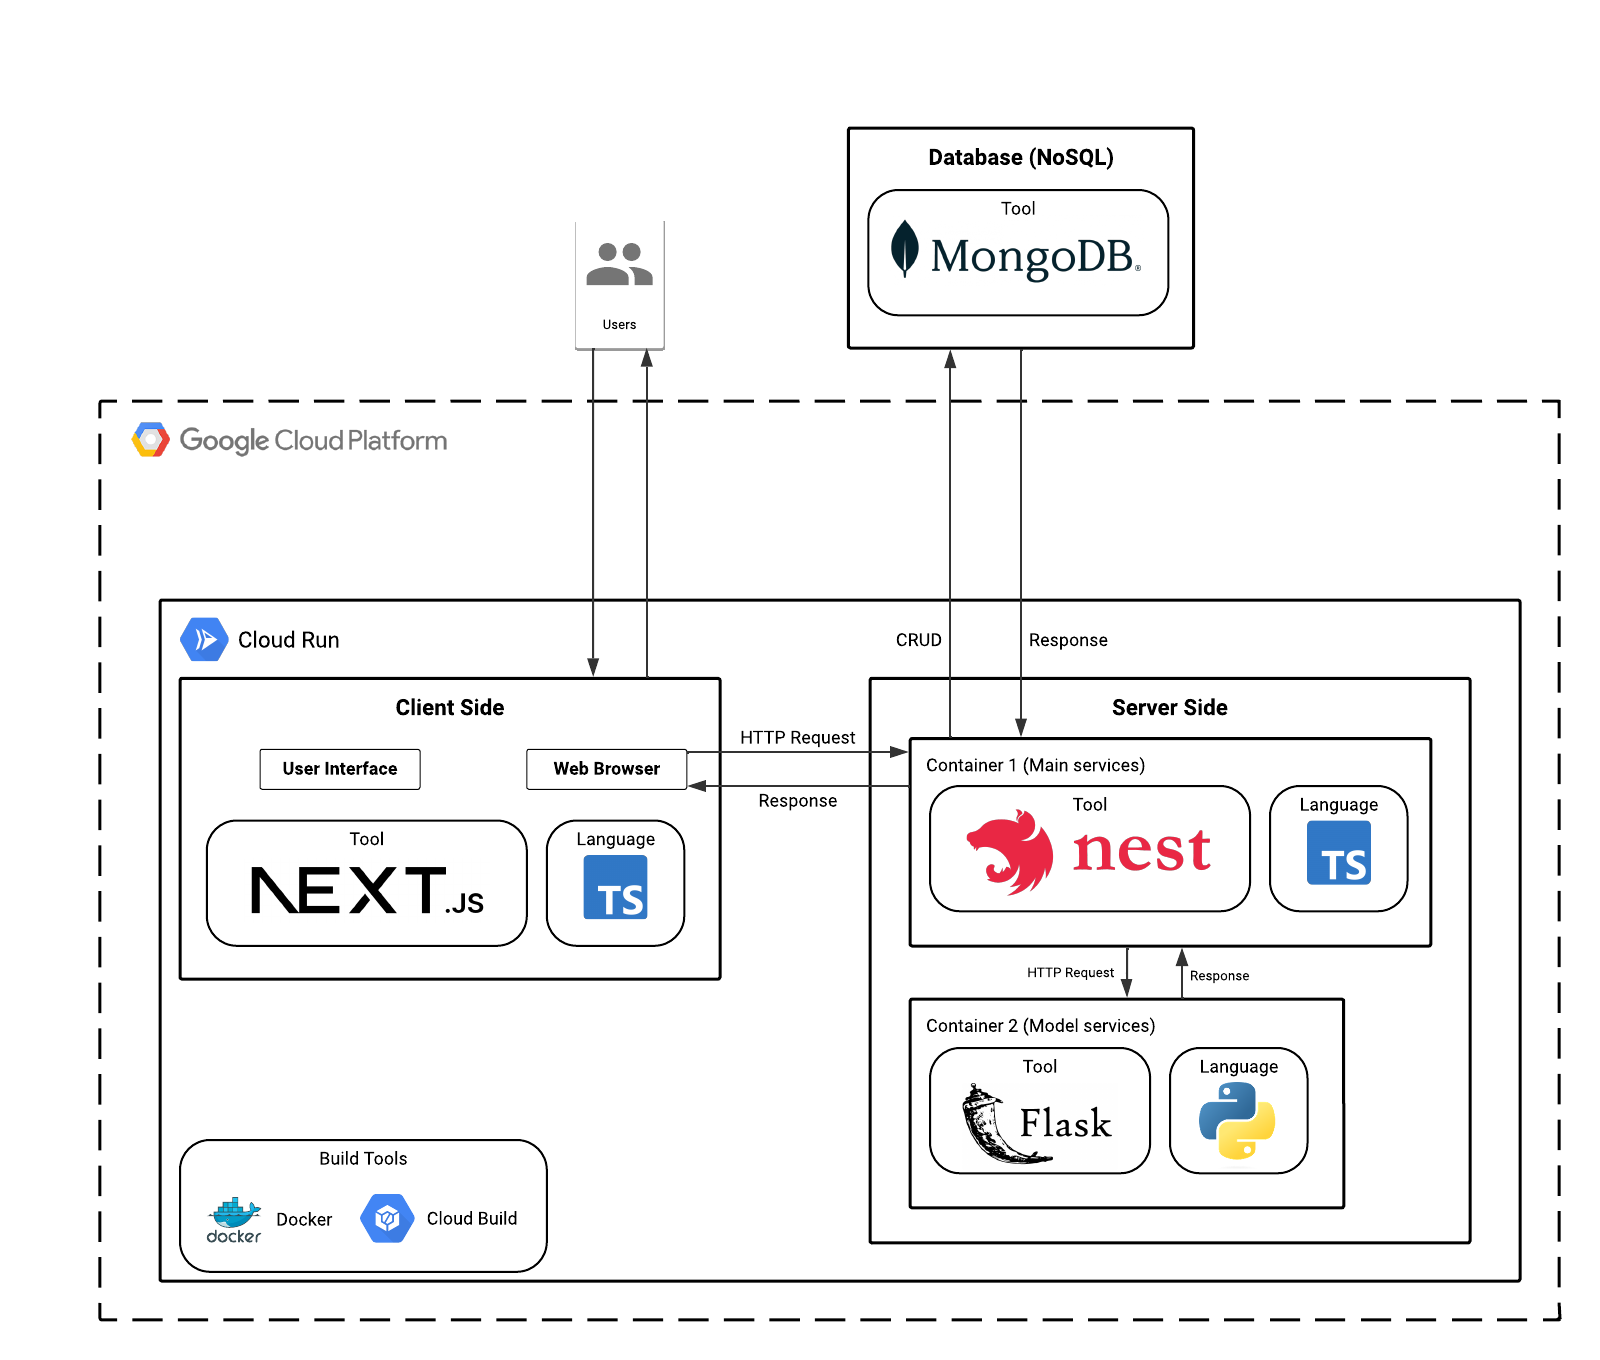 Database (NoSQL)
Tool
MongoDB®
Users
Google Cloud Platform
Cloud Run
CRUD
Response
Client Side
User Interface
Web Browser
Tool
NEXT.JS
Language
TS
HTTP Request
Response
Server Side
Container 1 (Main services)
Tool
nest
Language
TS
HTTP Request
Response
Container 2 (Model services)
Tool
Flask
Language
Build Tools
docker
Docker
Cloud Build